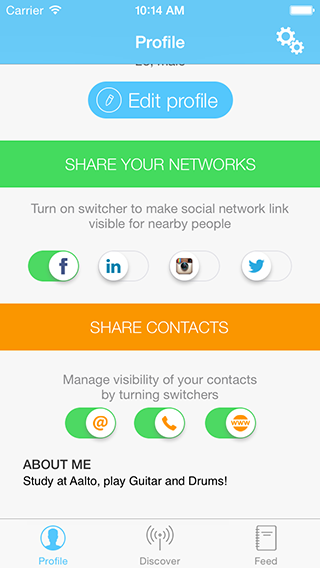 Carrier 10:14 AM
Profile
Edit profile
SHARE YOUR NETWORKS
Turn on switcher to make social network link
visible for nearby people
f in
SHARE CONTACTS
Manage visibility of your contacts
by turning switchers
@ www
ABOUT ME
Study at Aalto, play Guitar and Drums!
Profile Discover Feed